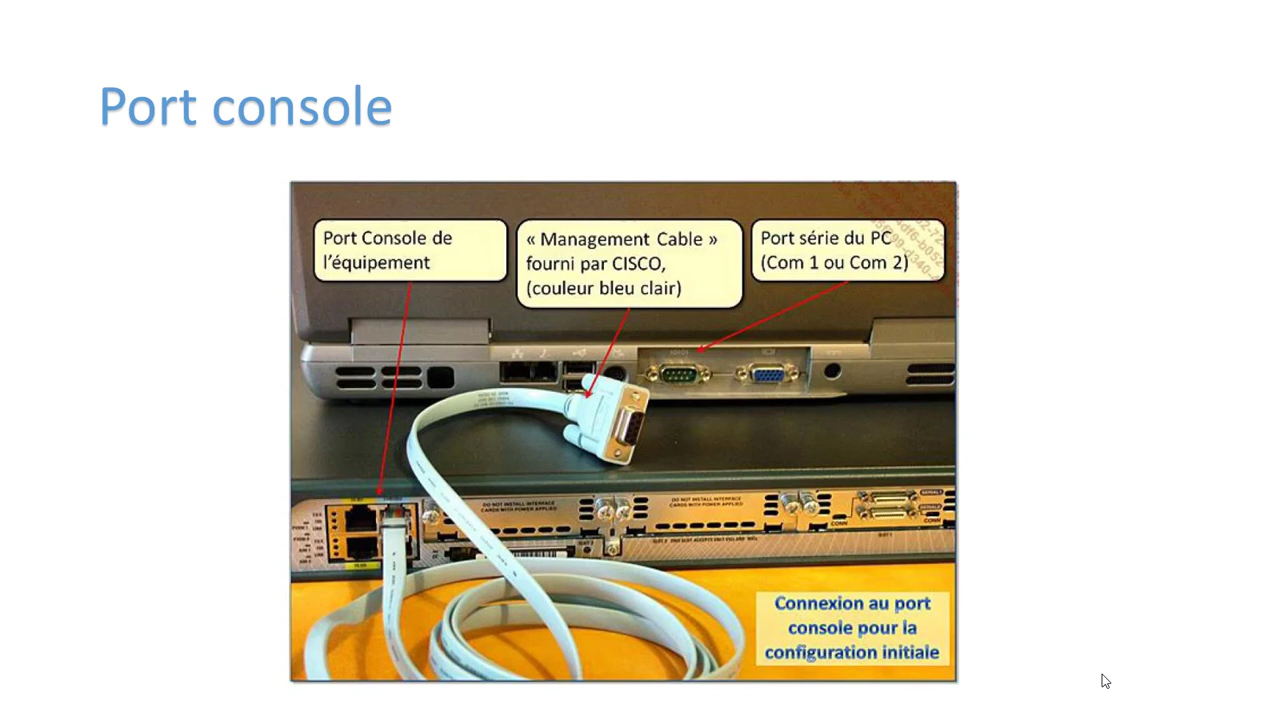 Port console
Port Console de
l'équipement
« Management Cable »
fourni par CISCO,
(couleur bleu clair)
Port série du PC
(Com 1 ou Com 2)
DO NOT INSTALL INTERFACE
CARDS WITH POWER APPLIED
DO NOT INSTALL INTERFACE
CARDS WITH POWER APPLIED
CONN
CONN
Connexion au port
console pour la
configuration initiale